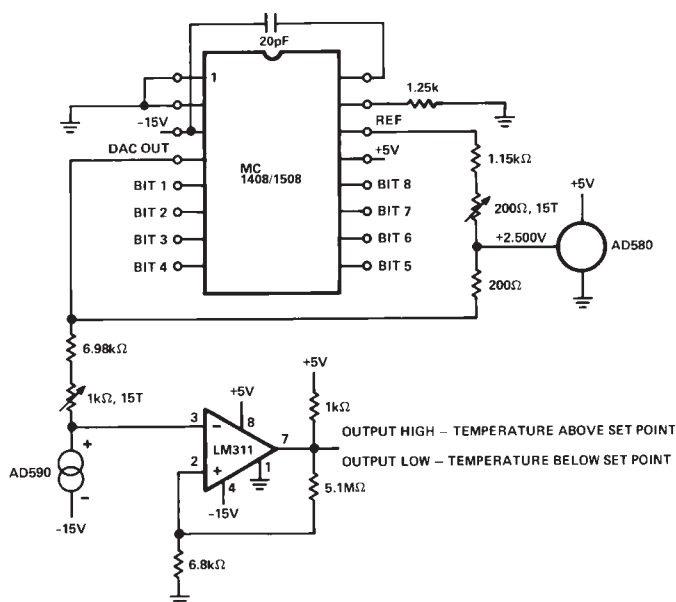 20pF
1
1.25k
-15V
REF
DAC OUT
+5V
1.15kΩ
MC
1408/1508
BIT 1
BIT 8
+5V
200Ω, 15T
BIT 2
BIT 7
BIT 3
BIT 6
+2.500V
AD580
BIT 4
BIT 5
200Ω
6.98kΩ
+5V
1kΩ, 15T
+5V
1kΩ
3
-
8
OUTPUT HIGH – TEMPERATURE ABOVE SET POINT
+
LM311
7
OUTPUT LOW – TEMPERATURE BELOW SET POINT
AD590
2
+
1
-
4
5.1MΩ
-15V
-15V
6.8kΩ